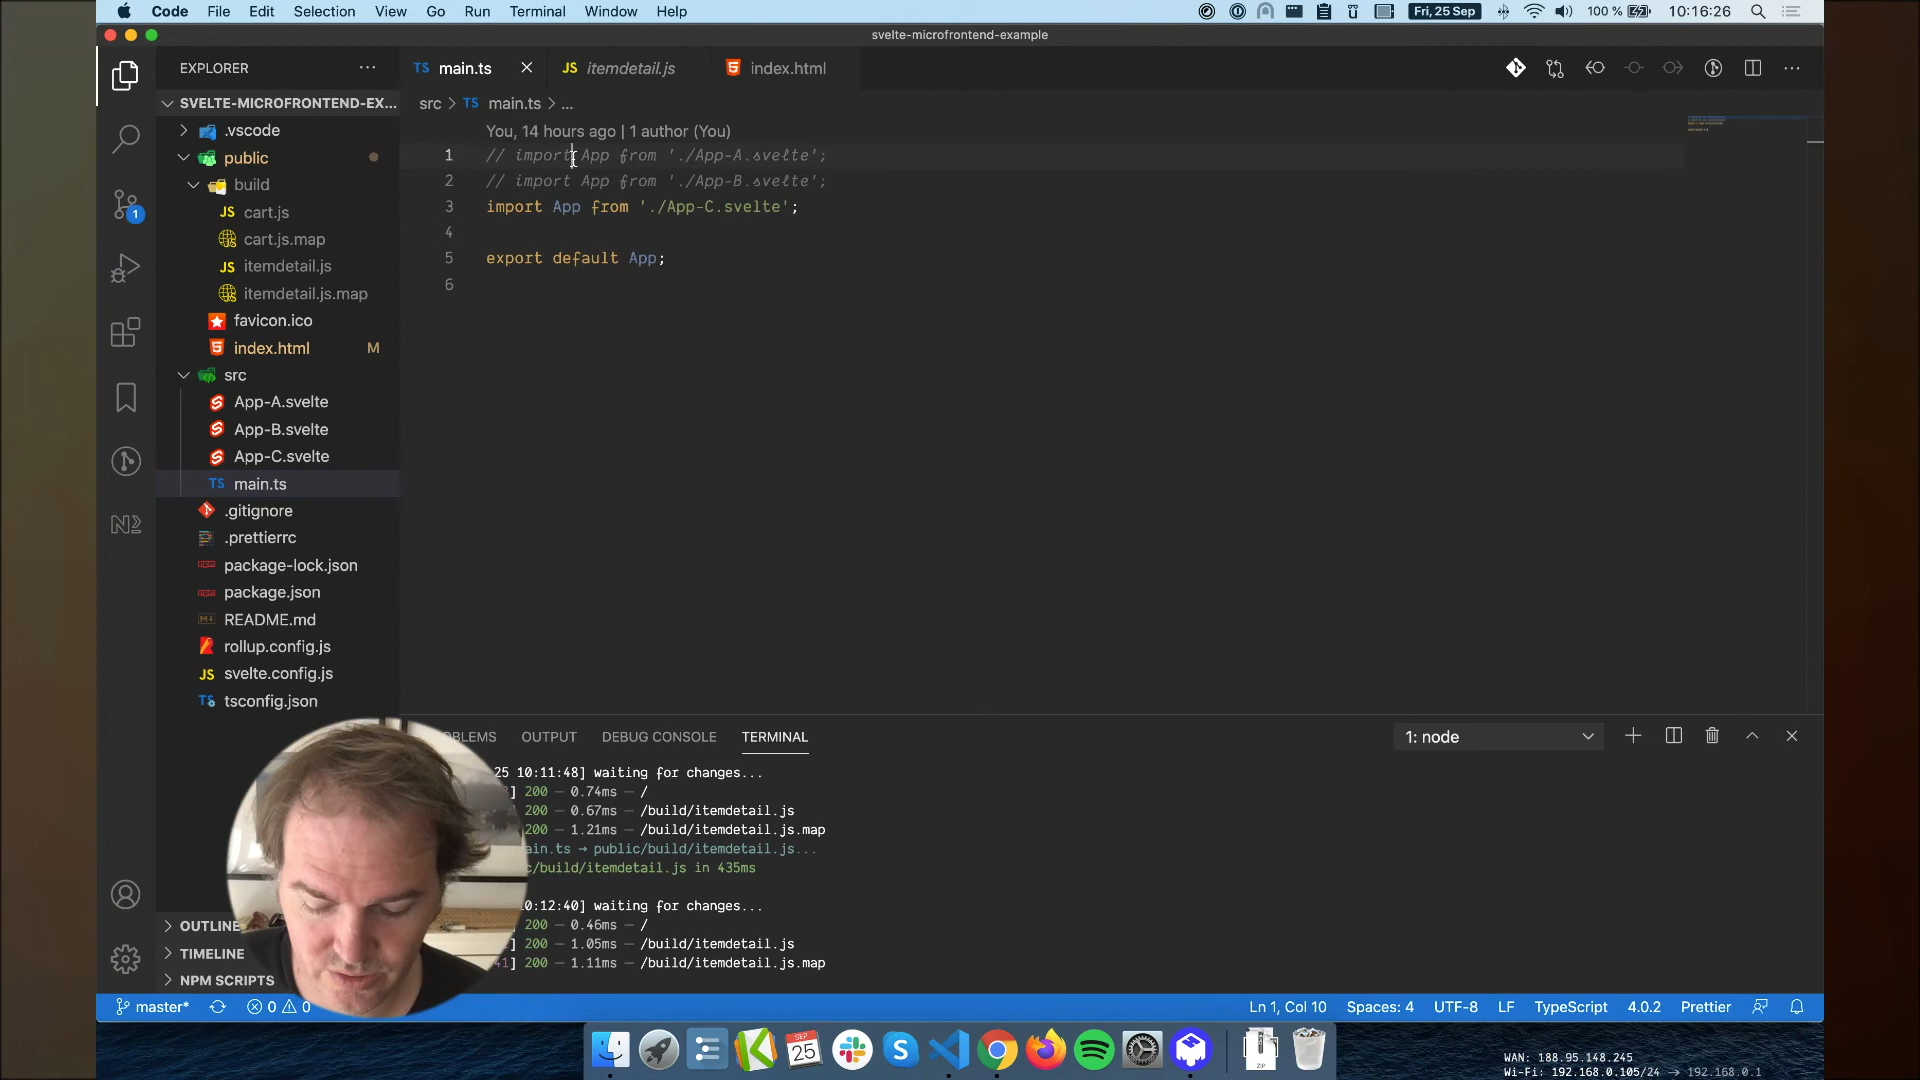 Code File Edit Selection View Go Run Terminal Window Help
Fri, 25 Sep 100 % 10:16:26
svelte-microfrontend-example
EXPLORER
SVELTE-MICROFRONTEND-EX...
.vscode
public
build
cart.js
cart.js.map
itemdetail.js
itemdetail.js.map
favicon.ico
index.html M
src
App-A.svelte
App-B.svelte
App-C.svelte
main.ts
.gitignore
.prettierrc
package-lock.json
package.json
README.md
rollup.config.js
svelte.config.js
tsconfig.json
OUTLINE
TIMELINE
NPM SCRIPTS
1
TS main.ts JS itemdetail.js index.html
src > TS main.ts > ...
You, 14 hours ago | 1 author (You)
1 // import App from './App-A.svelte';
2 // import App from './App-B.svelte';
3 import App from './App-C.svelte';
4
5 export default App;
6
OUTPUT DEBUG CONSOLE TERMINAL 1: node
25 10:11:48] waiting for changes...
] 200 — 0.74ms — /
] 200 — 0.67ms — /build/itemdetail.js
] 200 — 1.21ms — /build/itemdetail.js.map
ain.ts → public/build/itemdetail.js...
c/build/itemdetail.js in 435ms
0:12:40] waiting for changes...
] 200 — 0.46ms — /
] 200 — 1.05ms — /build/itemdetail.js
41] 200 — 1.11ms — /build/itemdetail.js.map
master* 0 0 Ln 1, Col 10 Spaces: 4 UTF-8 LF TypeScript 4.0.2 Prettier
SEP
25
ZIP
WAN: 188.95.148.245
Wi-Fi: 192.168.0.105/24 → 192.168.0.1